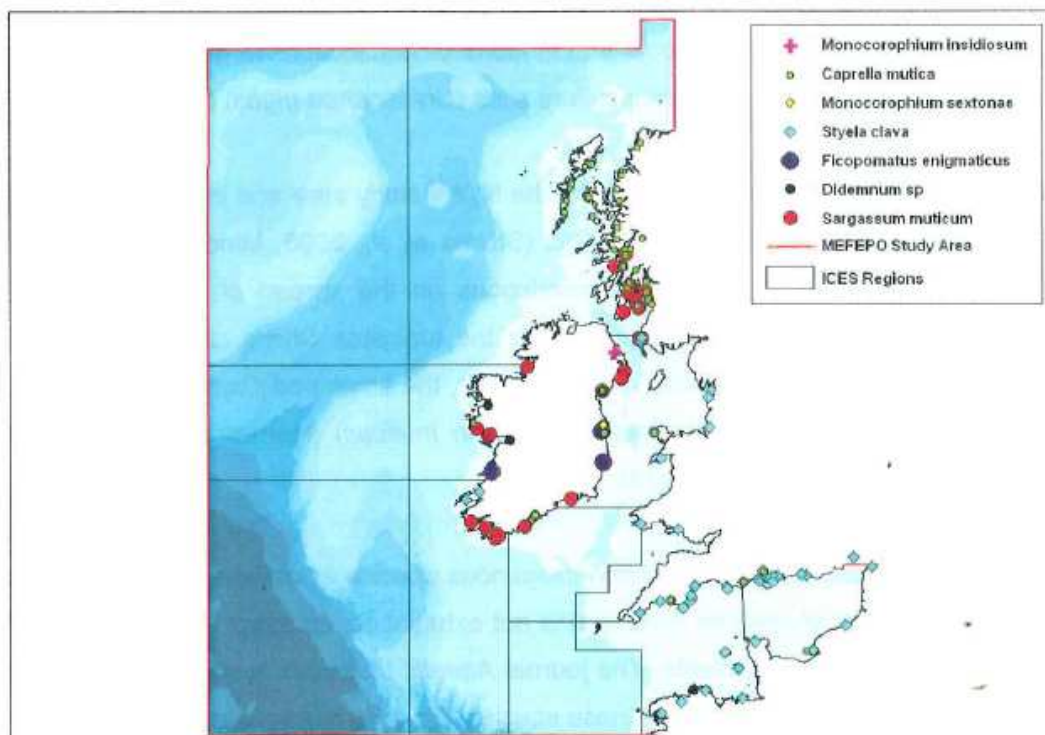 Monocorophium insidiosum
Caprella mutica
Monocorophium sextonae
Styela clava
Ficopomatus enigmaticus
Didemnum sp
Sargassum muticum
MEFEPO Study Area
ICES Regions